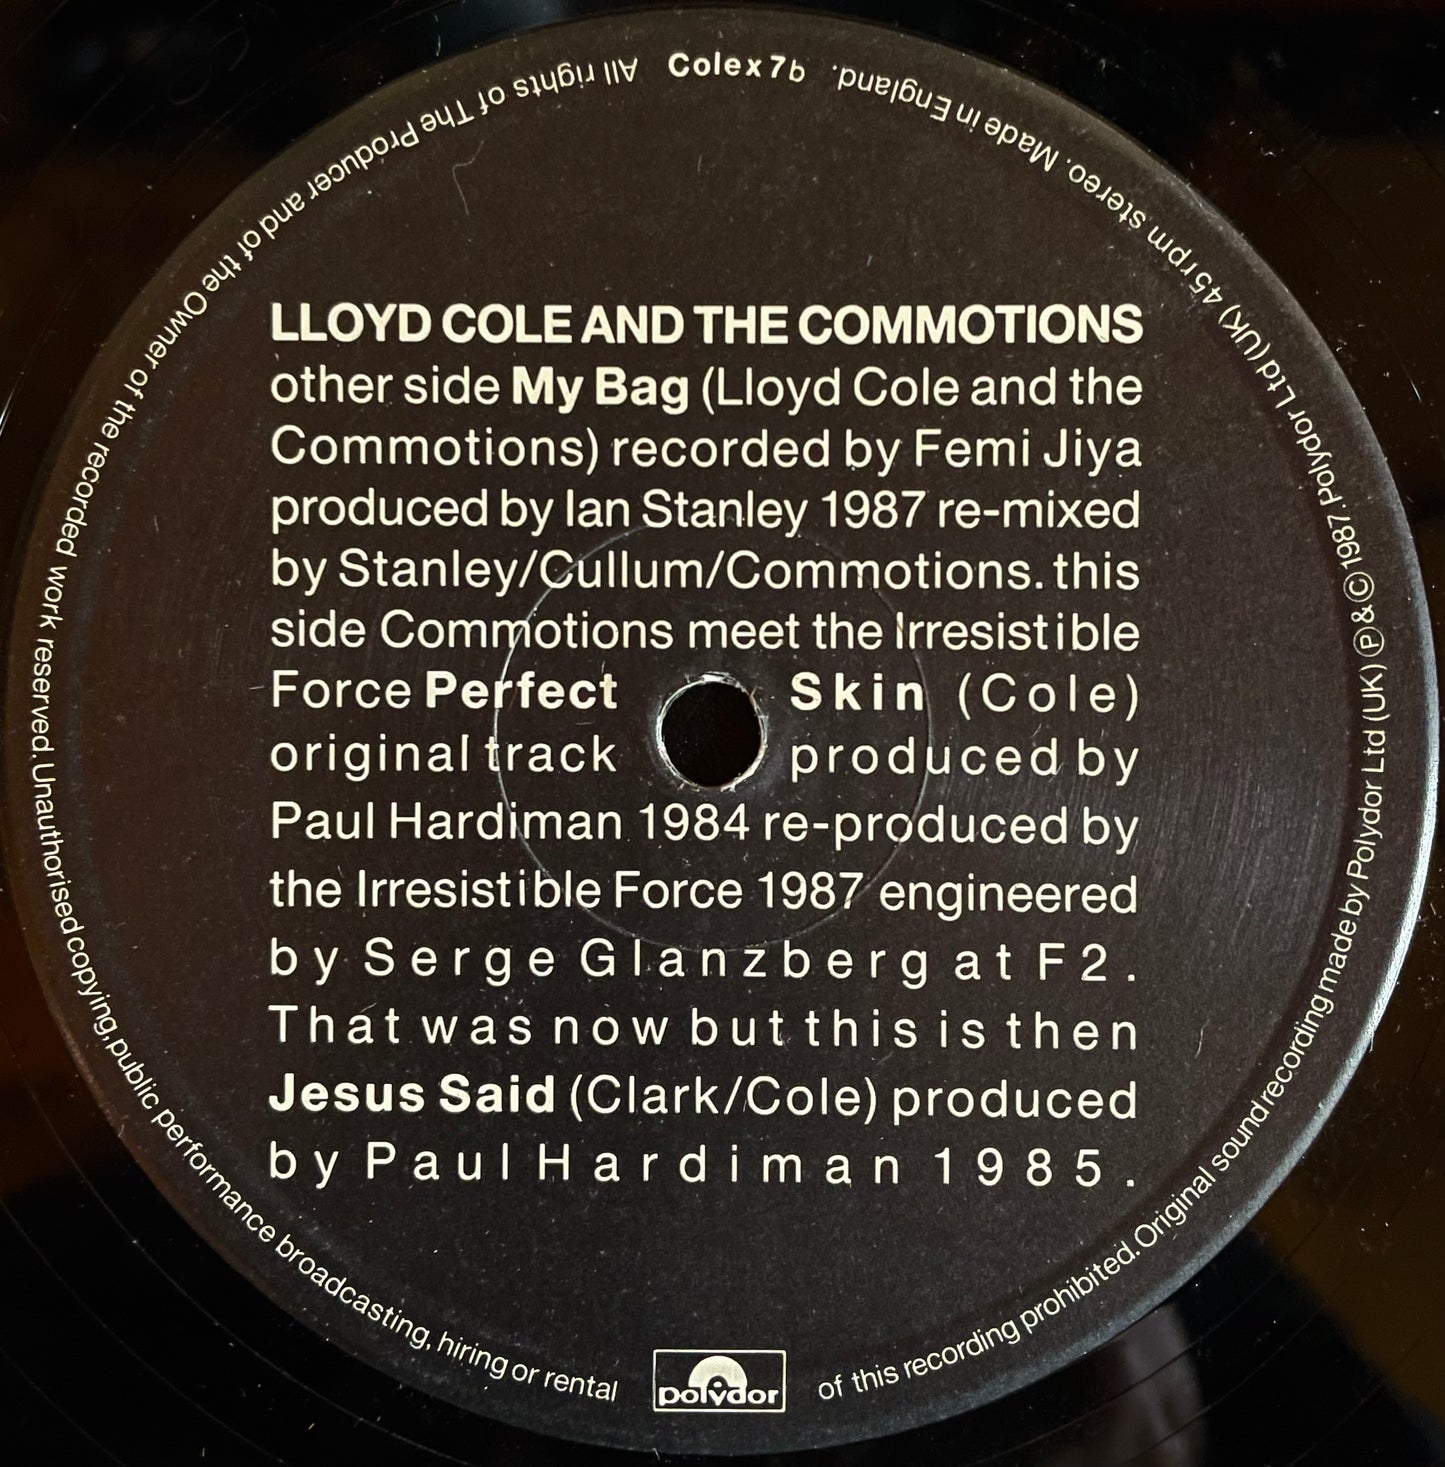 Colex7b
LLOYD COLE AND THE COMMOTIONS
other side My Bag (Lloyd Cole and the
Commotions) recorded by Femi Jiya
produced by Ian Stanley 1987 re-mixed
by Stanley/Cullum/Commotions. this
side Commotions meet the Irresistible
Force Perfect Skin (Cole)
original track produced by
Paul Hardiman 1984 re-produced by
the Irresistible Force 1987 engineered
by Serge Glanzberg at F2.
That was now but this is then
Jesus Said (Clark/Cole) produced
by Paul Hardiman 1985.
All rights of The Producer and of the Owner of the recorded work reserved. Unauthorised copying, public performance broadcasting, hiring or rental
polydor
of this recording prohibited. Original sound recording made by Polydor Ltd (UK) ℗ & © 1987. Polydor Ltd (UK) 45 rpm stereo. Made in England.